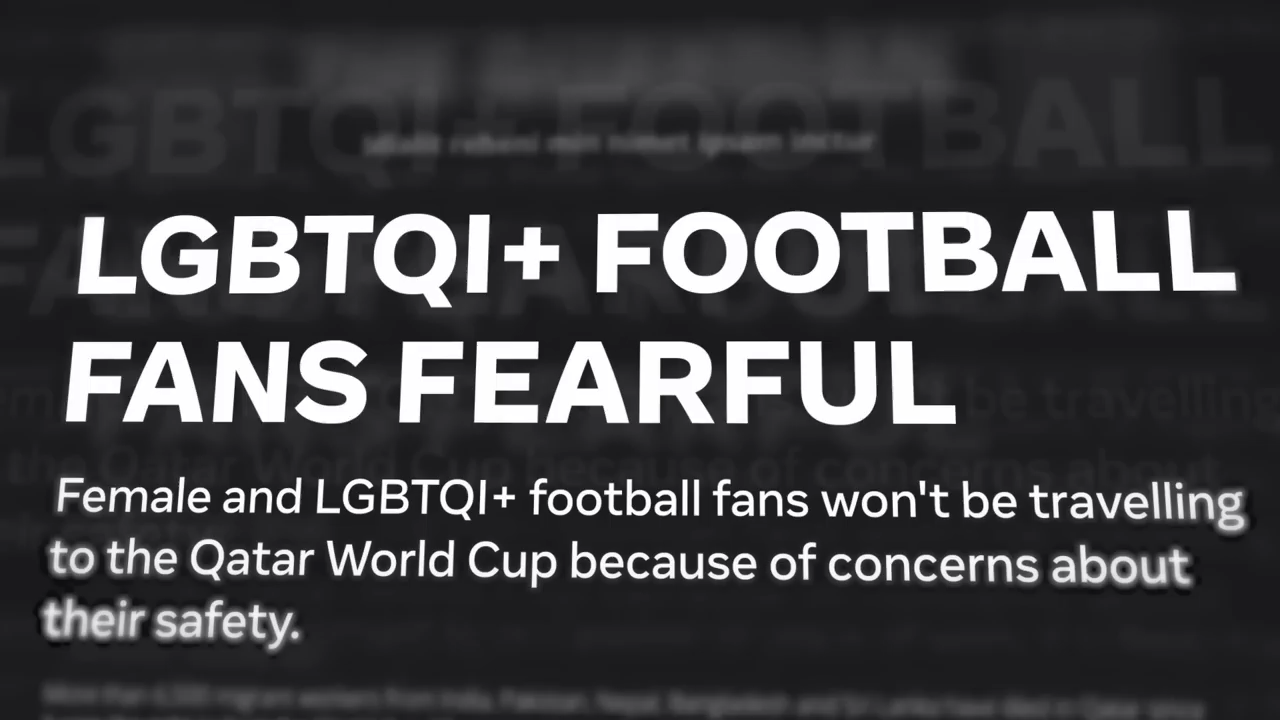 LGBTQI+ FOOTBALL
FANS FEARFUL
Female and LGBTQI+ football fans won't be travelling
to the Qatar World Cup because of concerns about
their safety.